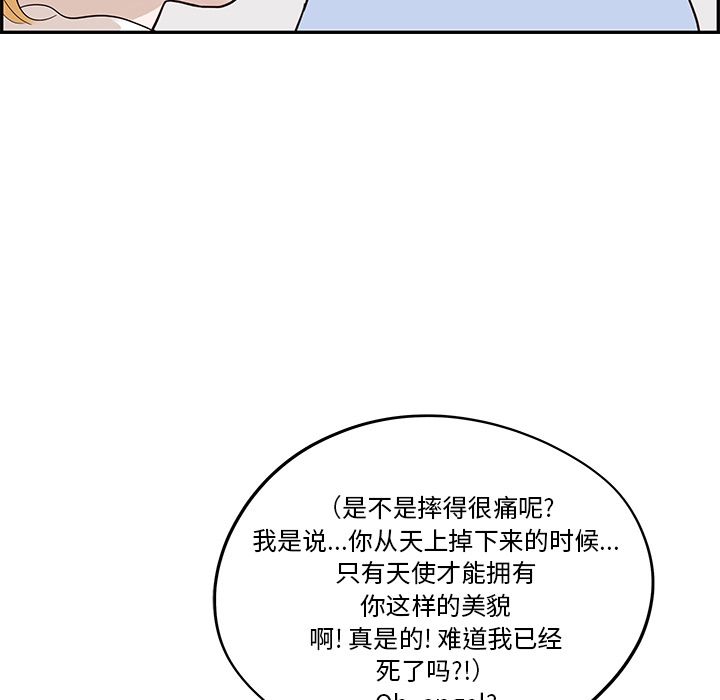 （是不是摔得很痛呢?
我是说...你从天上掉下来的时候...
只有天使才能拥有
你这样的美貌
啊! 真是的! 难道我已经
死了吗?!）
Oh, angel?